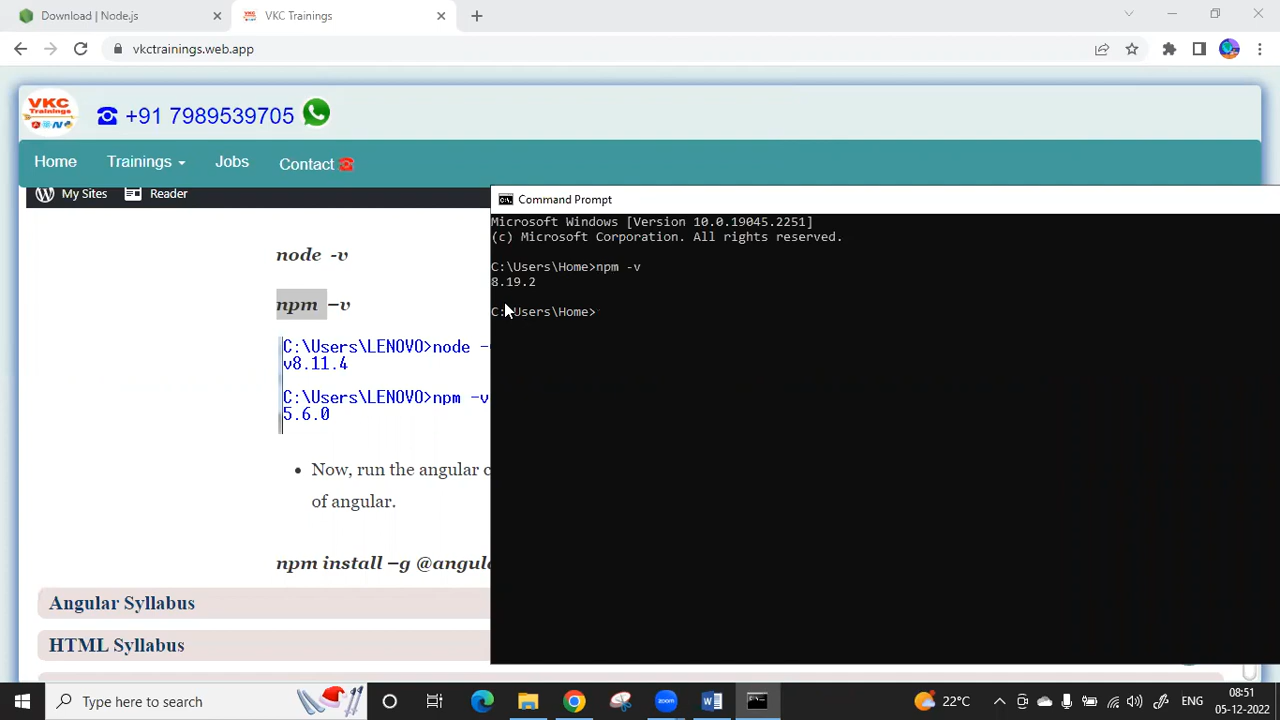 Download | Node.js
VKC Trainings
vkctrainings.web.app
VKC
Trainings
+91 7989539705
Home
Trainings
Jobs
Contact
My Sites
Reader
node -v
npm –v
C:\Users\LENOVO>node -
v8.11.4
C:\Users\LENOVO>npm -v
5.6.0
• Now, run the angular
of angular.
npm install –g
Angular Syllabus
HTML Syllabus
Command Prompt
Microsoft Windows [Version 10.0.19045.2251]
(c) Microsoft Corporation. All rights reserved.
C:\Users\Home>npm -v
8.19.2
C:\Users\Home>
Type here to search
zoom
22°C
ENG
08:51
05-12-2022